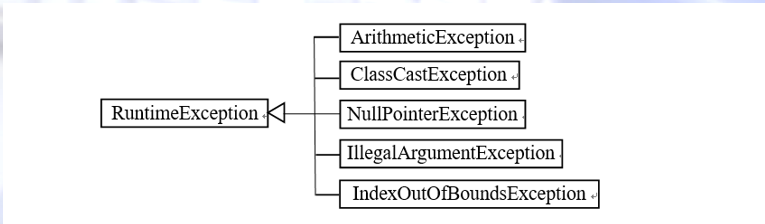 ArithmeticException
ClassCastException
RuntimeException
NullPointerException
IllegalArgumentException
IndexOutOfBoundsException